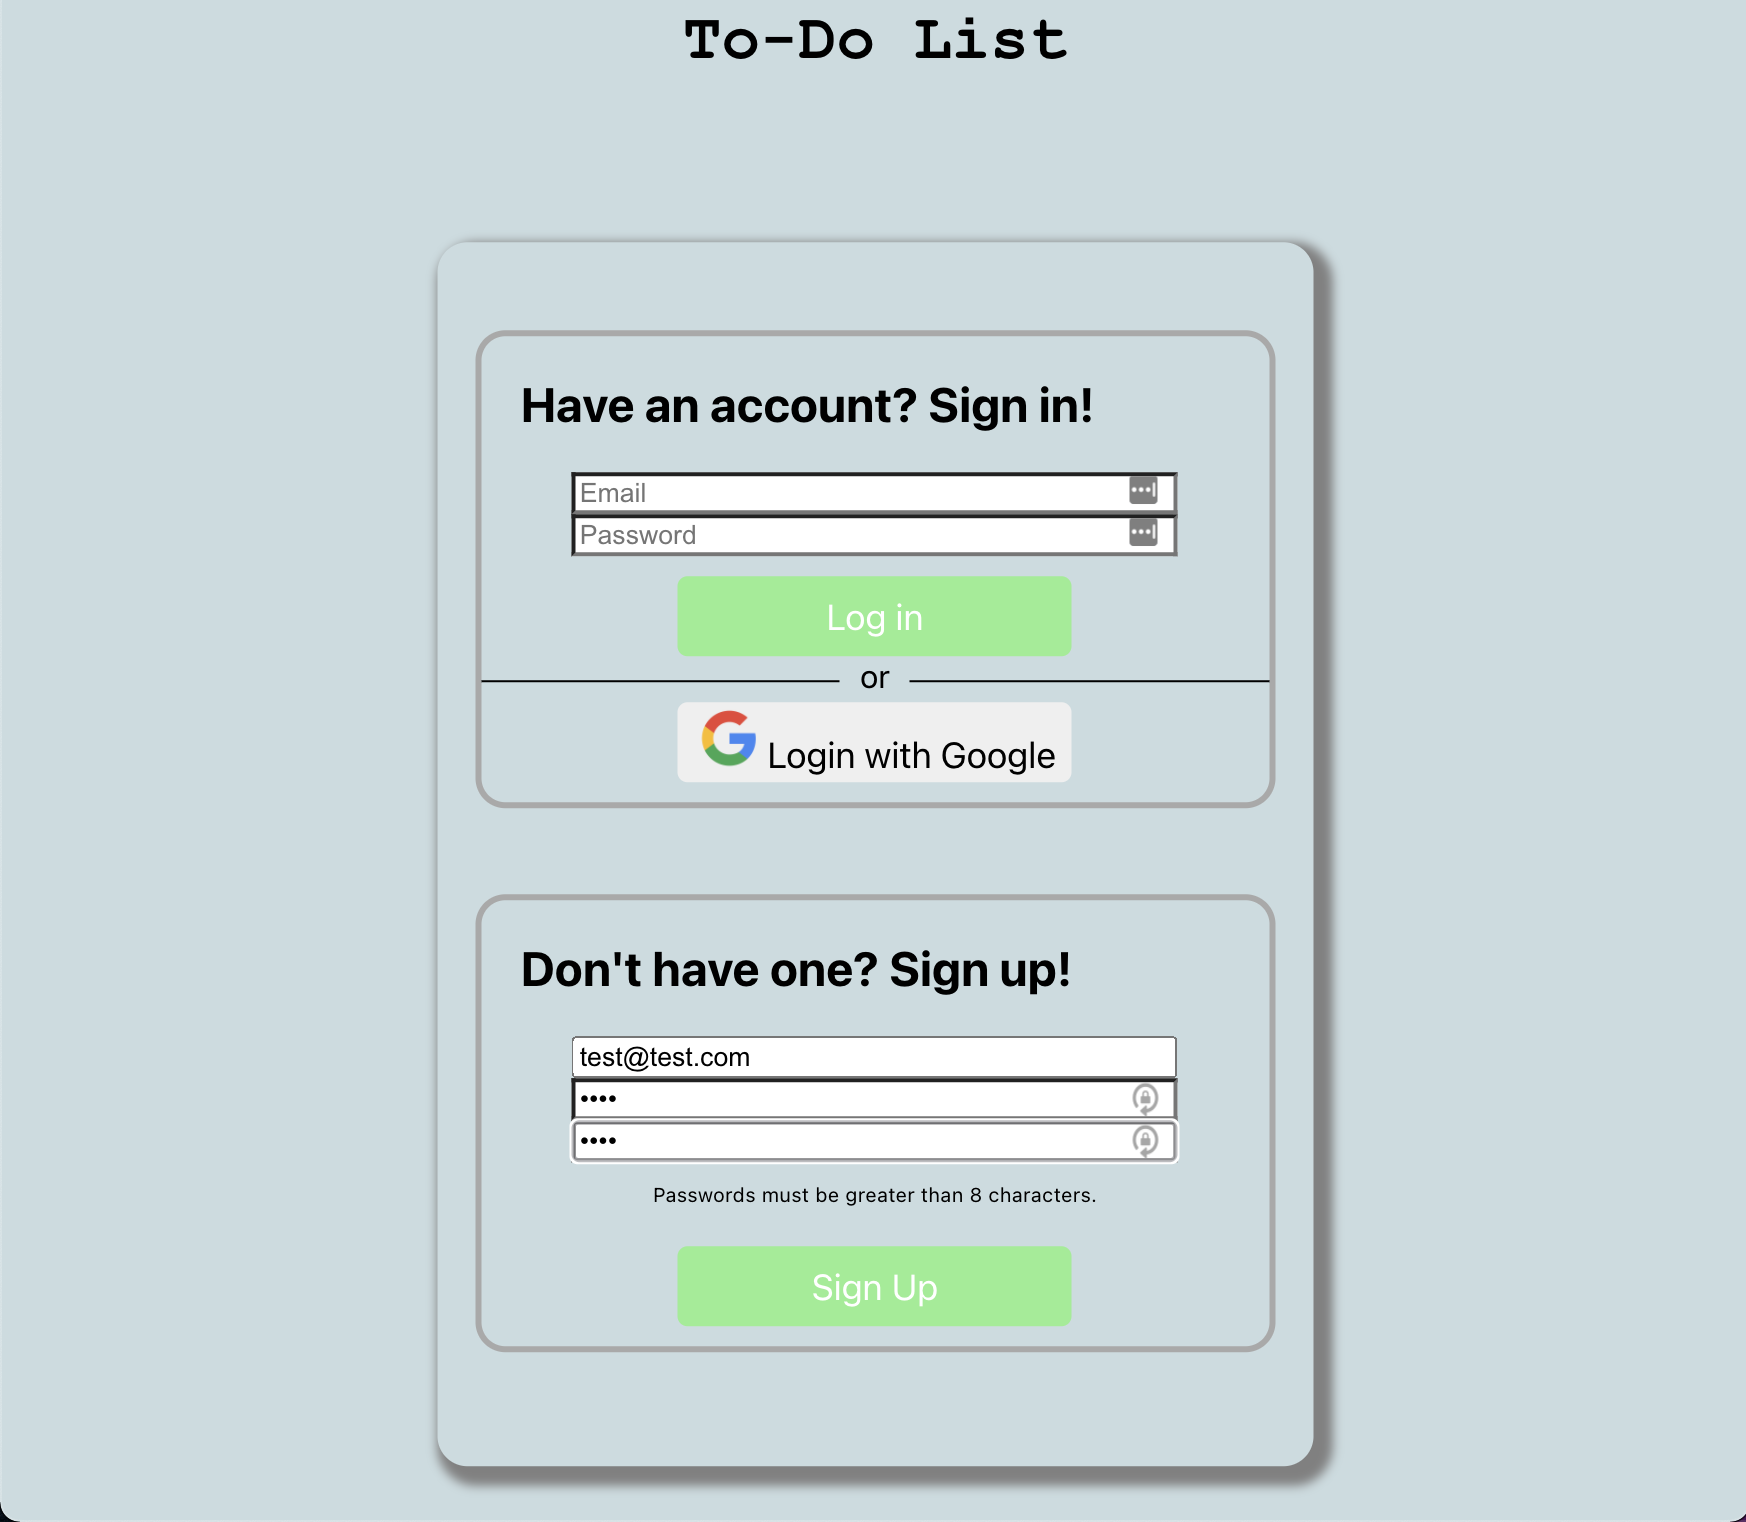 To-Do List
Have an account? Sign in!
Email
Password
Log in
or
Login with Google
Don't have one? Sign up!
test@test.com
••••
••••
Passwords must be greater than 8 characters.
Sign Up